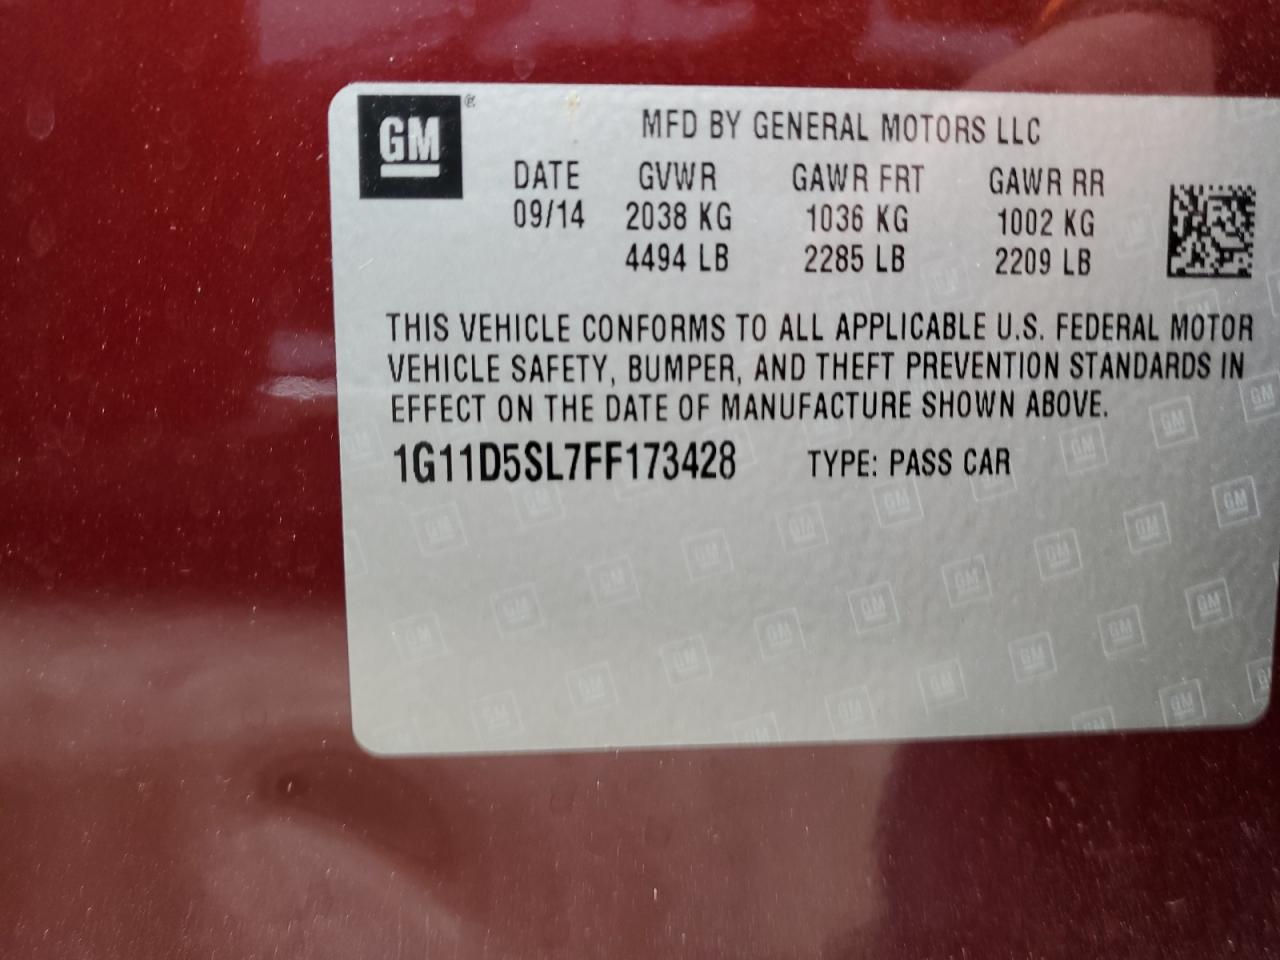 GM
MFD BY GENERAL MOTORS LLC
DATE GVWR GAWR FRT GAWR RR
09/14 2038 KG 1036 KG 1002 KG
4494 LB 2285 LB 2209 LB
THIS VEHICLE CONFORMS TO ALL APPLICABLE U.S. FEDERAL MOTOR
VEHICLE SAFETY, BUMPER, AND THEFT PREVENTION STANDARDS IN
EFFECT ON THE DATE OF MANUFACTURE SHOWN ABOVE.
1G11D5SL7FF173428 TYPE: PASS CAR